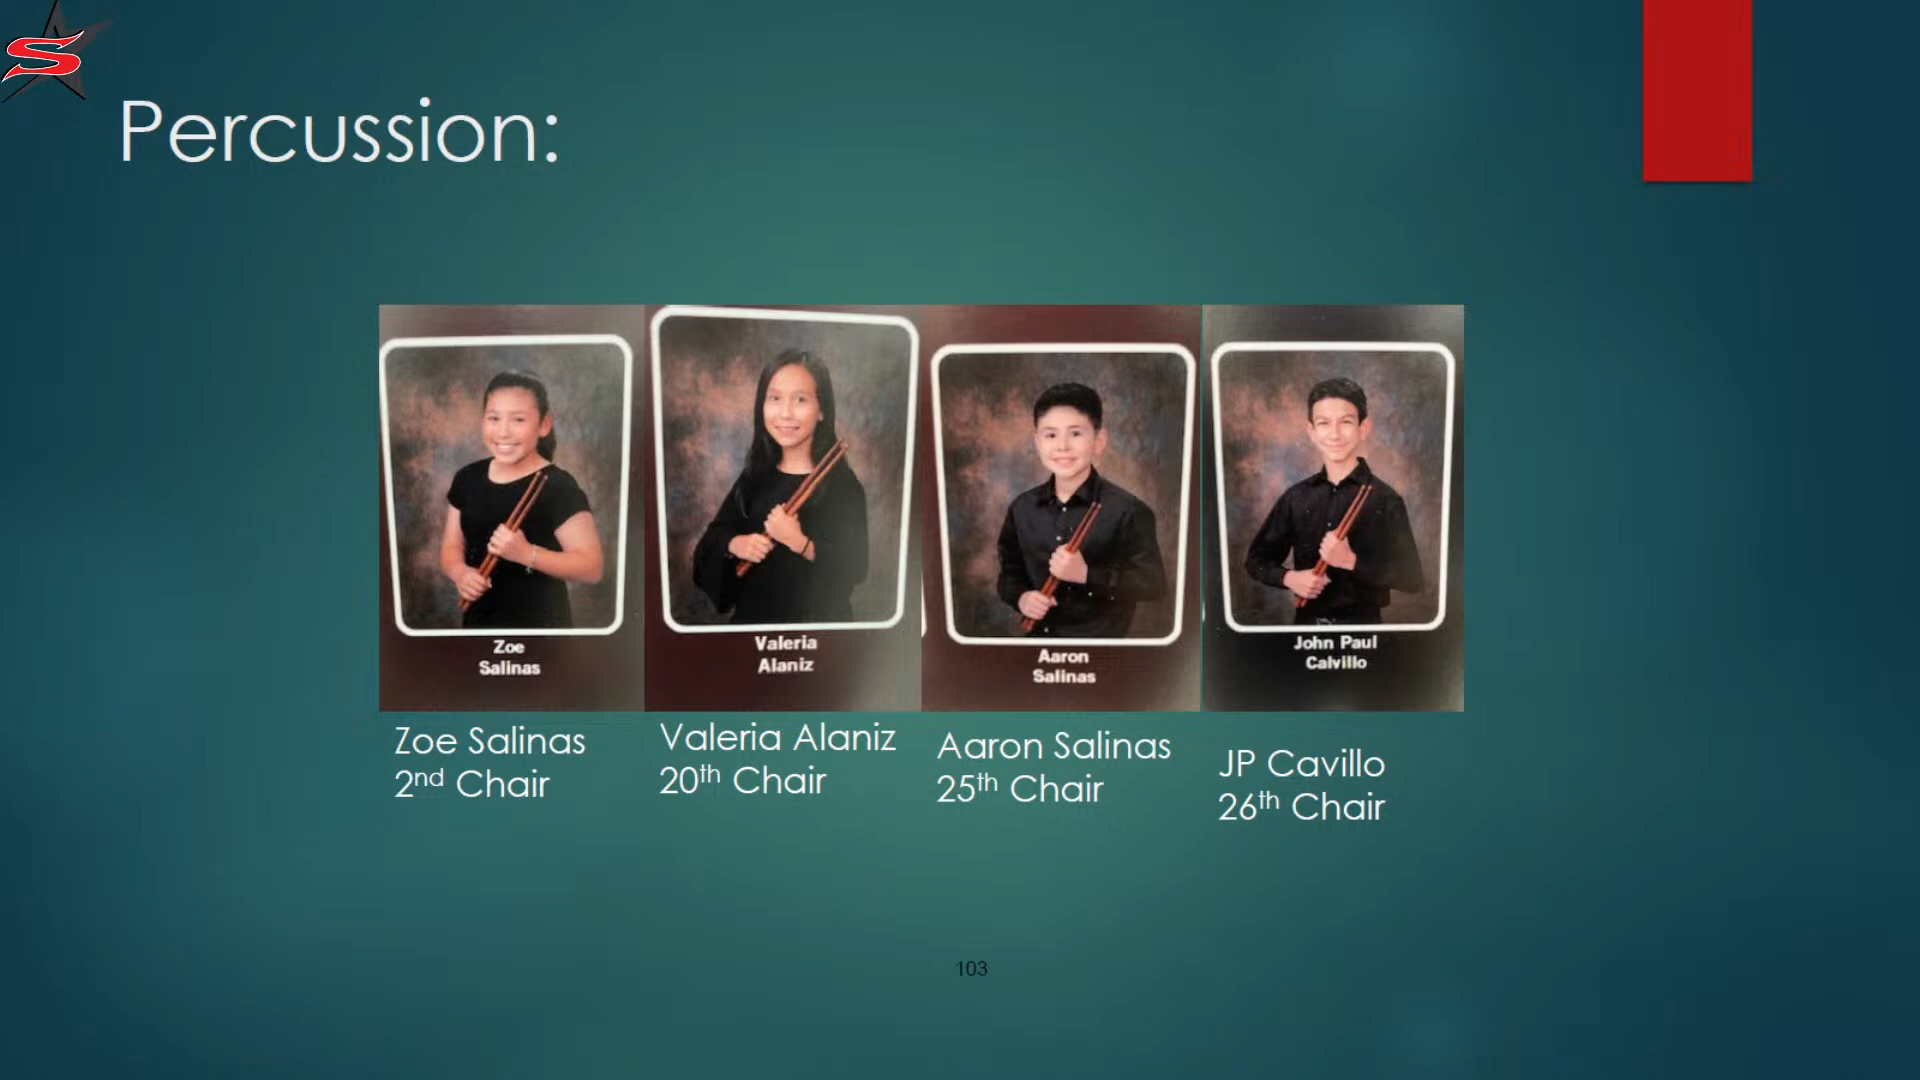 S
Percussion:
Zoe
Salinas
Valeria
Alaniz
Aaron
Salinas
John Paul
Calvillo
Zoe Salinas
2nd Chair
Valeria Alaniz
20th Chair
Aaron Salinas
25th Chair
JP Cavillo
26th Chair
103